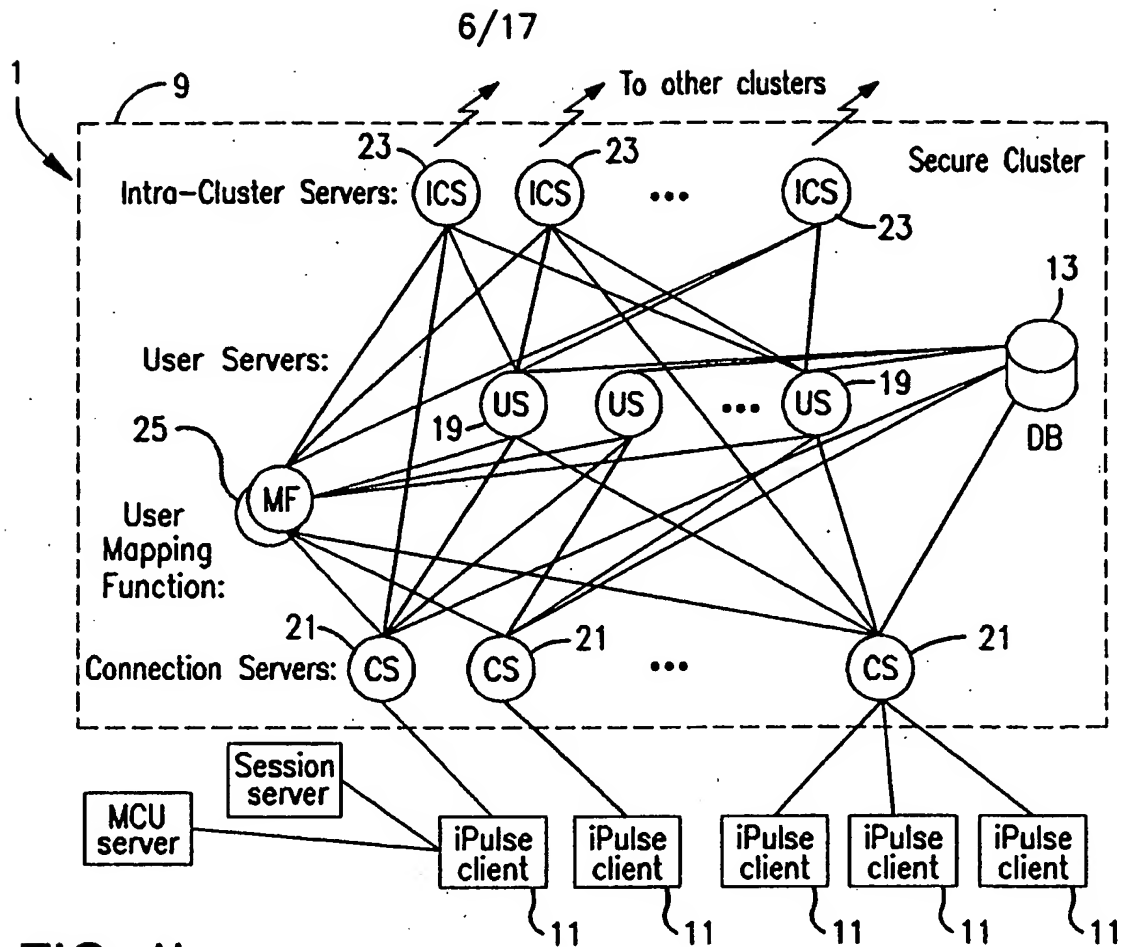 6/17
1
9
To other clusters
23
23
Secure Cluster
Intra-Cluster Servers:
ICS
ICS
...
ICS
23
13
User Servers:
19
US
US
...
US
19
DB
25
MF
User
Mapping
Function:
21
21
21
Connection Servers:
CS
CS
...
CS
Session
server
MCU
server
iPulse
client
iPulse
client
iPulse
client
iPulse
client
iPulse
client
11
11
11
11
11